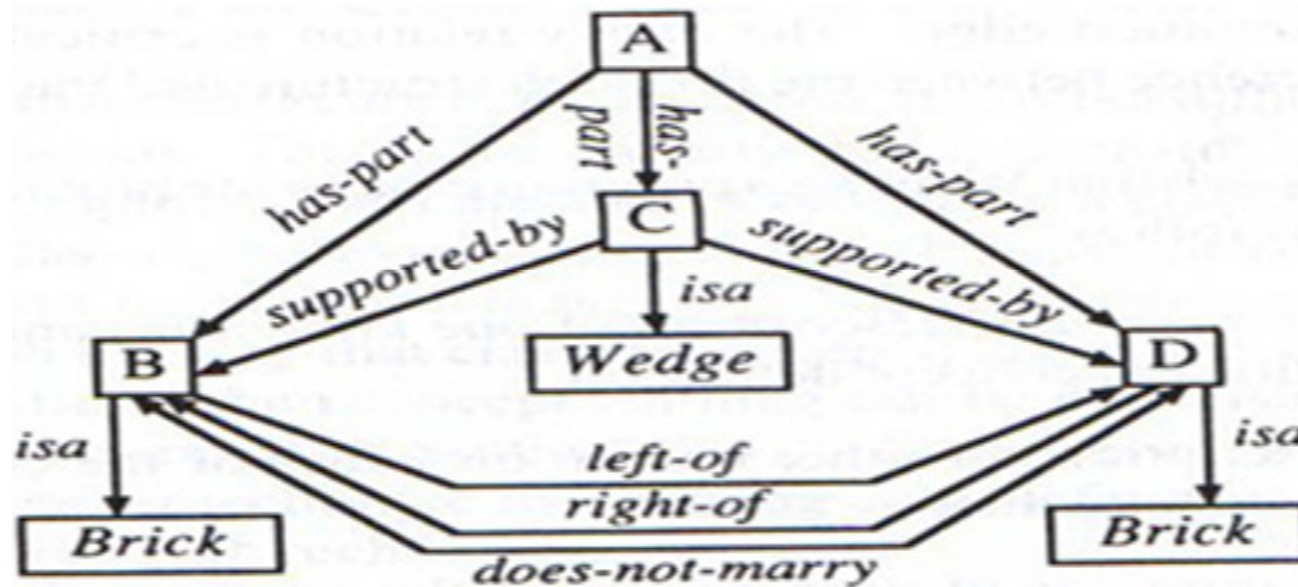 A
has-part
has-
part
has-part
C
supported-by
supported-by
isa
B
Wedge
D
isa
isa
left-of
right-of
Brick
Brick
does-not-marry